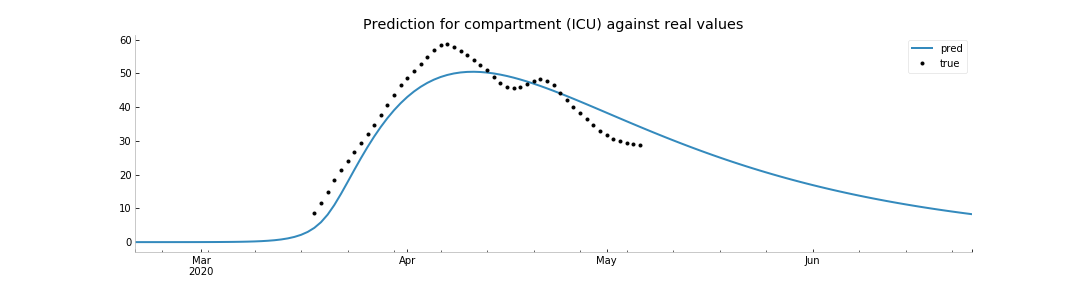 Prediction for compartment (ICU) against real values
60
50
40
30
20
10
0
pred
true
Mar
2020
Apr
May
Jun